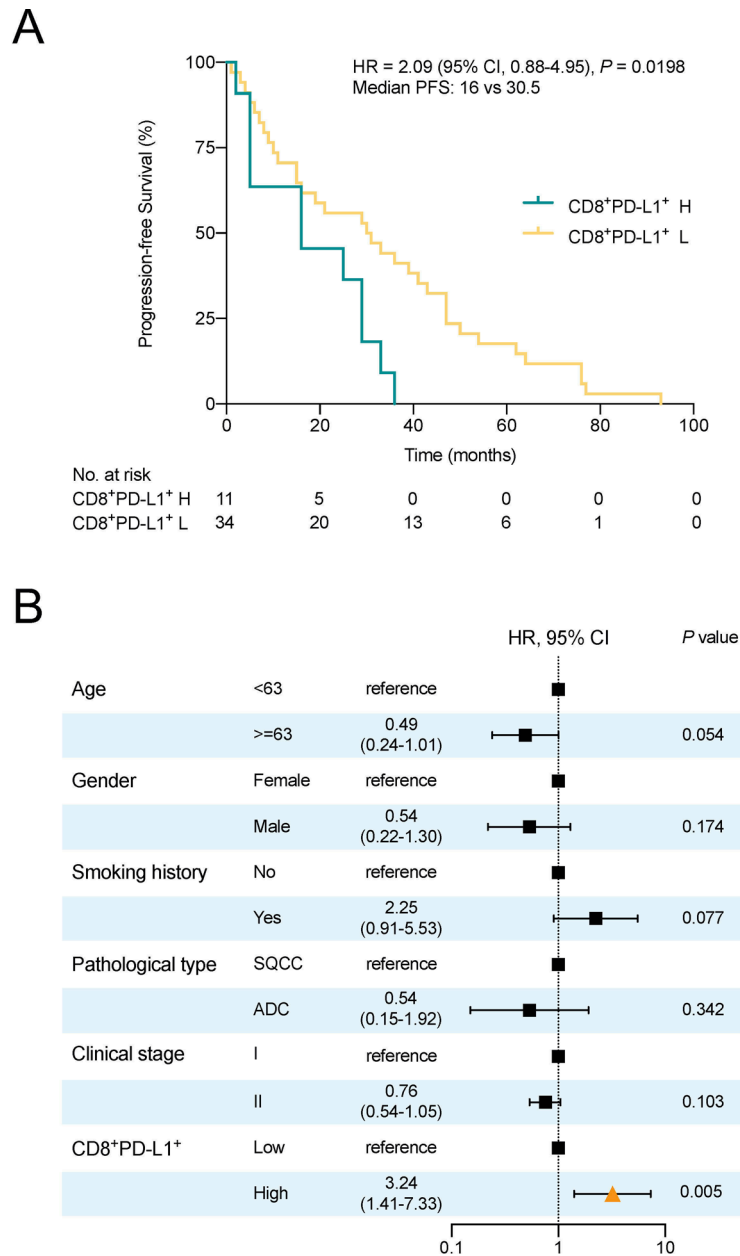 A
HR = 2.09 (95% CI, 0.88-4.95), P = 0.0198
Median PFS: 16 vs 30.5
Progression-free Survival (%)
100
75
50
25
0
CD8+PD-L1+ H
CD8+PD-L1+ L
0 20 40 60 80 100
Time (months)
No. at risk
CD8+PD-L1+ H 11 5 0 0 0 0
CD8+PD-L1+ L 34 20 13 6 1 0
B
HR, 95% CI P value
Age <63 reference
>=63 0.49 (0.24-1.01) 0.054
Gender Female reference
Male 0.54 (0.22-1.30) 0.174
Smoking history No reference
Yes 2.25 (0.91-5.53) 0.077
Pathological type SQCC reference
ADC 0.54 (0.15-1.92) 0.342
Clinical stage I reference
II 0.76 (0.54-1.05) 0.103
CD8+PD-L1+ Low reference
High 3.24 (1.41-7.33) 0.005
0.1 1 10